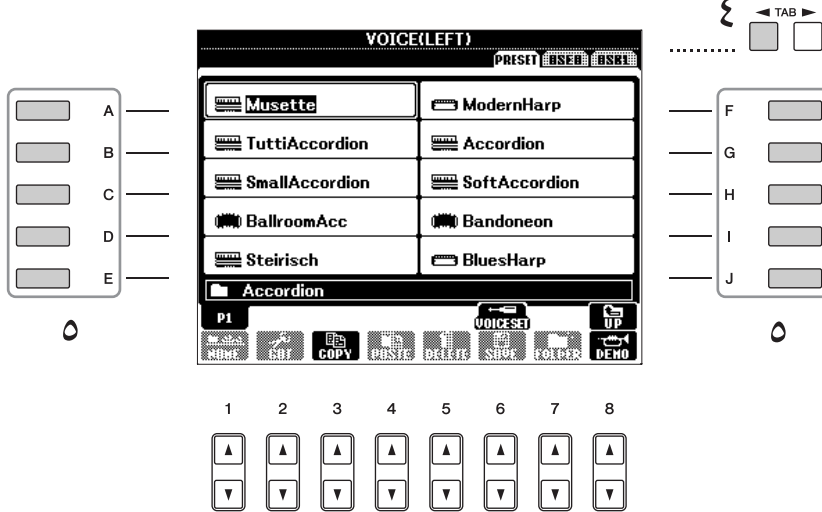 ٤ ◄ TAB ►
VOICE(LEFT)
PRESET USER USB1
A Musette ModernHarp F
B TuttiAccordion Accordion G
C SmallAccordion SoftAccordion H
D BallroomAcc Bandoneon I
E Steirisch BluesHarp J
Accordion
P1 VOICESET UP
NAME CUT COPY PASTE DELETE SAVE FOLDER DEMO
٥ ٥
1 2 3 4 5 6 7 8